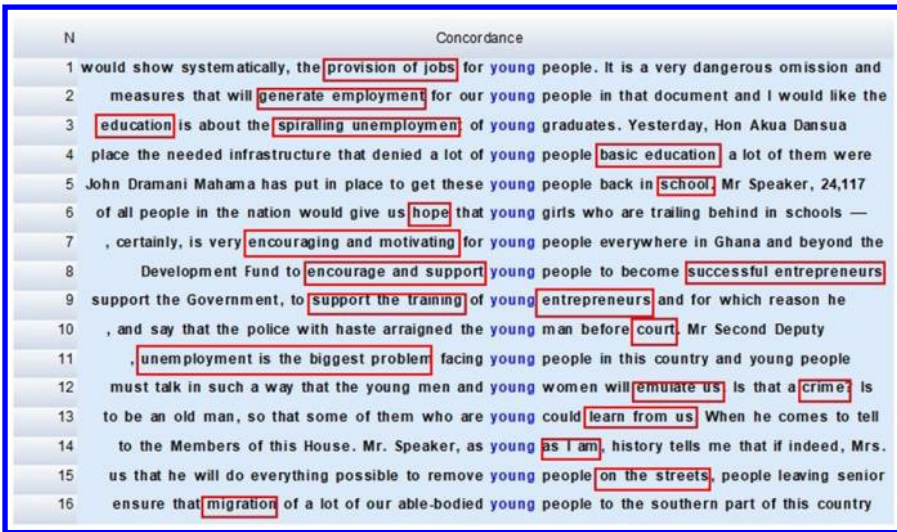 N Concordance
1 would show systematically, the provision of jobs for young people. It is a very dangerous omission and
2 measures that will generate employment for our young people in that document and I would like the
3 education is about the spiralling unemployment of young graduates. Yesterday, Hon Akua Dansua
4 place the needed infrastructure that denied a lot of young people basic education a lot of them were
5 John Dramani Mahama has put in place to get these young people back in school. Mr Speaker, 24,117
6 of all people in the nation would give us hope that young girls who are trailing behind in schools —
7 , certainly, is very encouraging and motivating for young people everywhere in Ghana and beyond the
8 Development Fund to encourage and support young people to become successful entrepreneurs
9 support the Government, to support the training of young entrepreneurs and for which reason he
10 , and say that the police with haste arraigned the young man before court. Mr Second Deputy
11 , unemployment is the biggest problem facing young people in this country and young people
12 must talk in such a way that the young men and young women will emulate us. Is that a crime? Is
13 to be an old man, so that some of them who are young could learn from us. When he comes to tell
14 to the Members of this House. Mr. Speaker, as young as I am, history tells me that if indeed, Mrs.
15 us that he will do everything possible to remove young people on the streets, people leaving senior
16 ensure that migration of a lot of our able-bodied young people to the southern part of this country